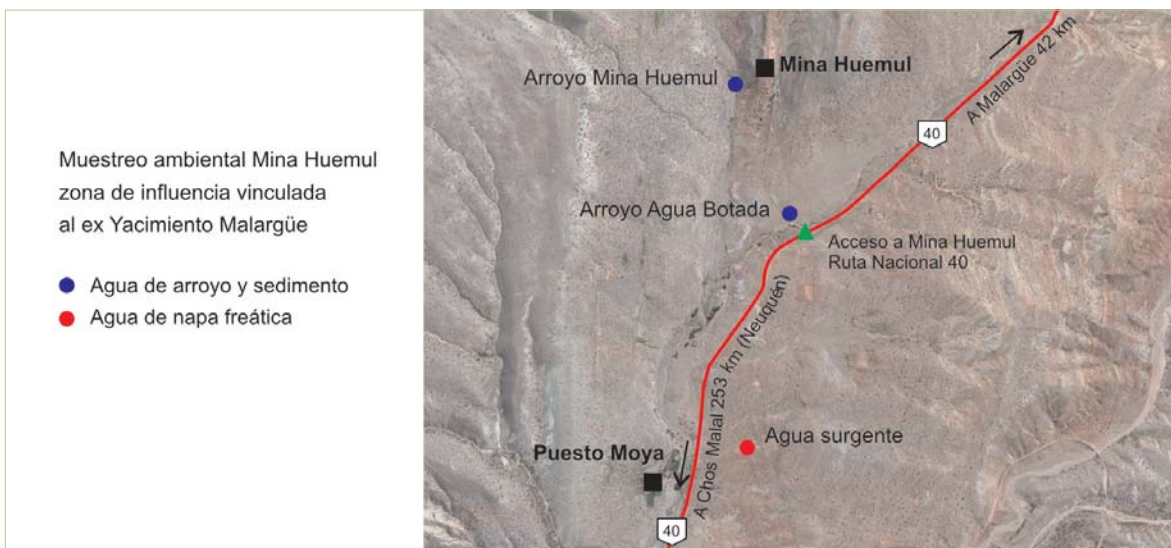 Muestreo ambiental Mina Huemul
zona de influencia vinculada
al ex Yacimiento Malargüe
Agua de arroyo y sedimento
Agua de napa freática
Mina Huemul
Arroyo Mina Huemul
A Malargüe 42 km
40
Arroyo Agua Botada
Acceso a Mina Huemul
Ruta Nacional 40
A Chos Malal 253 km (Neuquén)
Agua surgente
Puesto Moya
40